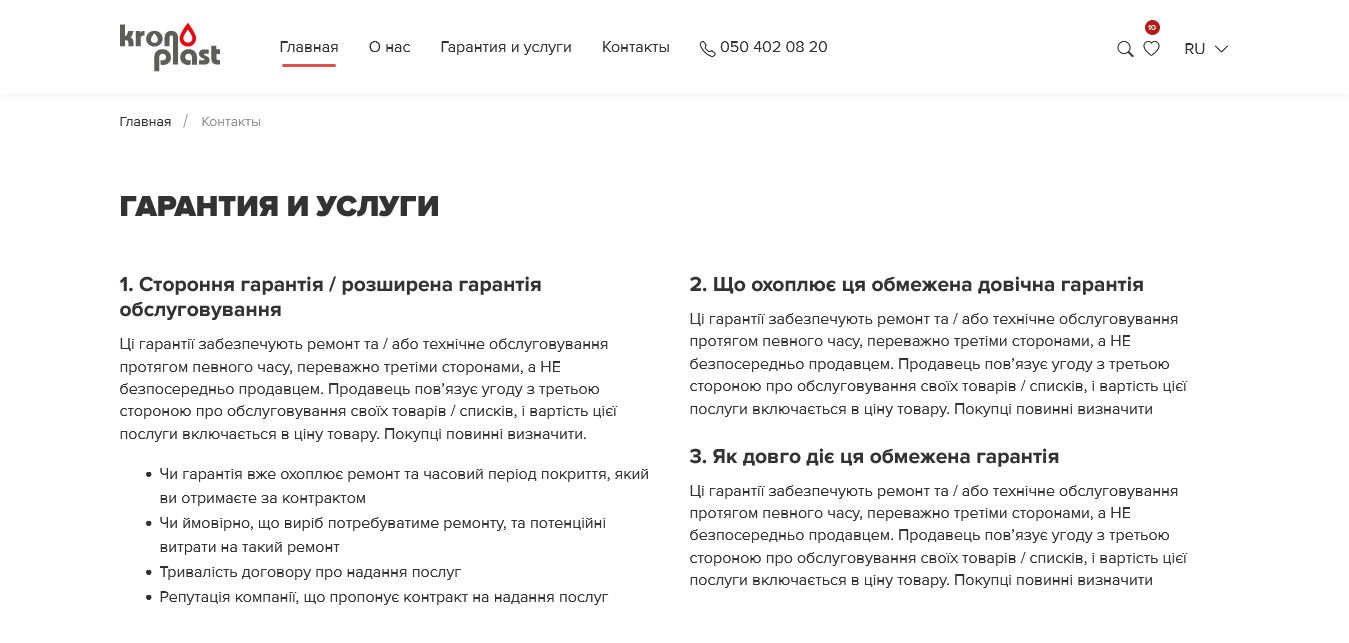 kronoplast
Главная
О нас
Гарантия и услуги
Контакты
050 402 08 20
10
RU
Главная / Контакты
ГАРАНТИЯ И УСЛУГИ
1. Стороння гарантія / розширена гарантія
обслуговування
Ці гарантії забезпечують ремонт та / або технічне обслуговування
протягом певного часу, переважно третіми сторонами, а НЕ
безпосередньо продавцем. Продавець пов’язує угоду з третьою
стороною про обслуговування своїх товарів / списків, і вартість цієї
послуги включається в ціну товару. Покупці повинні визначити.
• Чи гарантія вже охоплює ремонт та часовий період покриття, який
ви отримаєте за контрактом
• Чи ймовірно, що виріб потребуватиме ремонту, та потенційні
витрати на такий ремонт
• Тривалість договору про надання послуг
• Репутація компанії, що пропонує контракт на надання послуг
2. Що охоплює ця обмежена довічна гарантія
Ці гарантії забезпечують ремонт та / або технічне обслуговування
протягом певного часу, переважно третіми сторонами, а НЕ
безпосередньо продавцем. Продавець пов’язує угоду з третьою
стороною про обслуговування своїх товарів / списків, і вартість цієї
послуги включається в ціну товару. Покупці повинні визначити
3. Як довго діє ця обмежена гарантія
Ці гарантії забезпечують ремонт та / або технічне обслуговування
протягом певного часу, переважно третіми сторонами, а НЕ
безпосередньо продавцем. Продавець пов’язує угоду з третьою
стороною про обслуговування своїх товарів / списків, і вартість цієї
послуги включається в ціну товару. Покупці повинні визначити